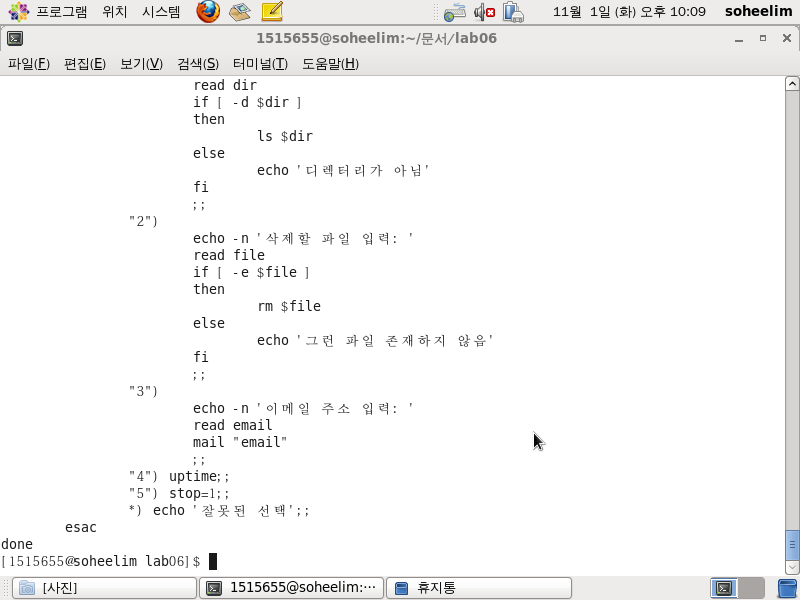 프로그램 위치 시스템 11월 1일 (화) 오후 10:09 soheelim
1515655@soheelim:~/문서/lab06
파일(F) 편집(E) 보기(V) 검색(S) 터미널(T) 도움말(H)
read dir
if [ -d $dir ]
then
ls $dir
else
echo '디렉터리가 아님'
fi
;;
"2")
echo -n '삭제할 파일 입력: '
read file
if [ -e $file ]
then
rm $file
else
echo '그런 파일 존재하지 않음'
fi
;;
"3")
echo -n '이메일 주소 입력: '
read email
mail "email"
;;
"4") uptime;;
"5") stop=1;;
*) echo '잘못된 선택';;
esac
done
[1515655@soheelim lab06]$
[사진] 1515655@soheelim:… 휴지통